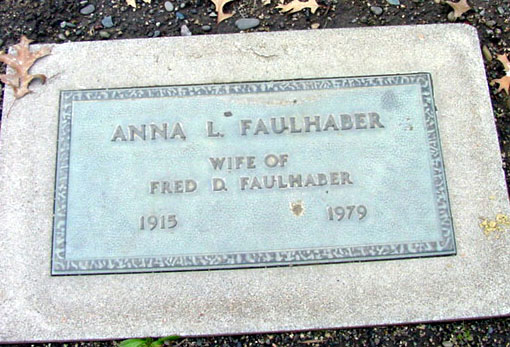 ANNA L. FAULHABER
WIFE OF
FRED D FAULHABER
1915 1979